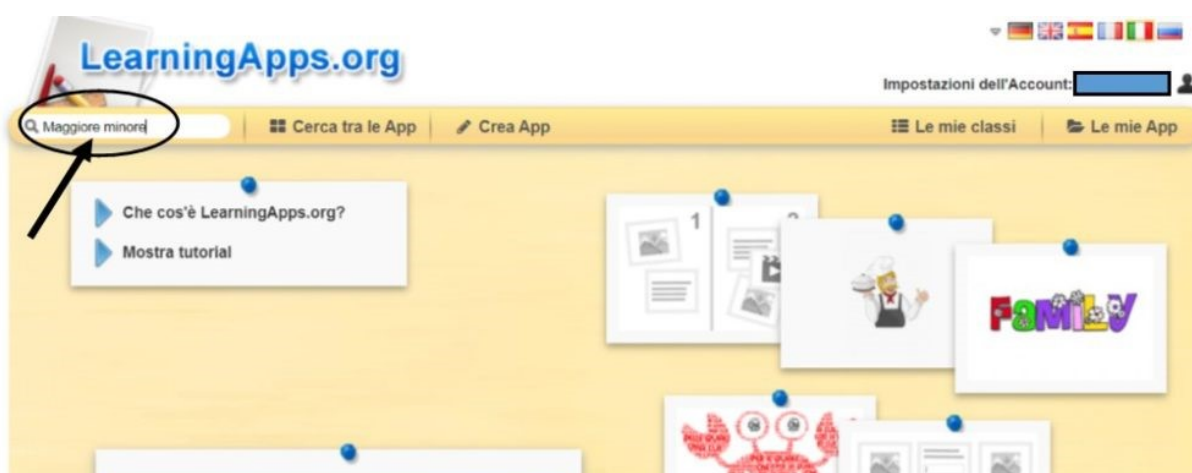 LearningApps.org
Impostazioni dell'Account:
Maggiore minore
Cerca tra le App
Crea App
Le mie classi
Le mie App
Che cos'è LearningApps.org?
Mostra tutorial
1
2
FAMiLY